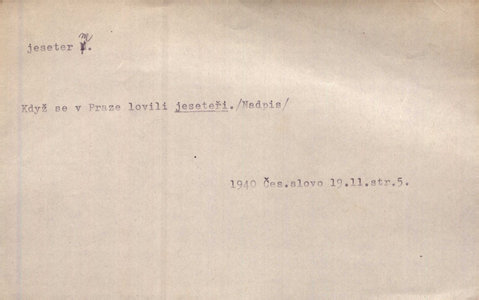 jeseter m.
Když se v Praze lovili jeseteři./Nadpis/
1940 Čes.slovo 19.11.str.5.